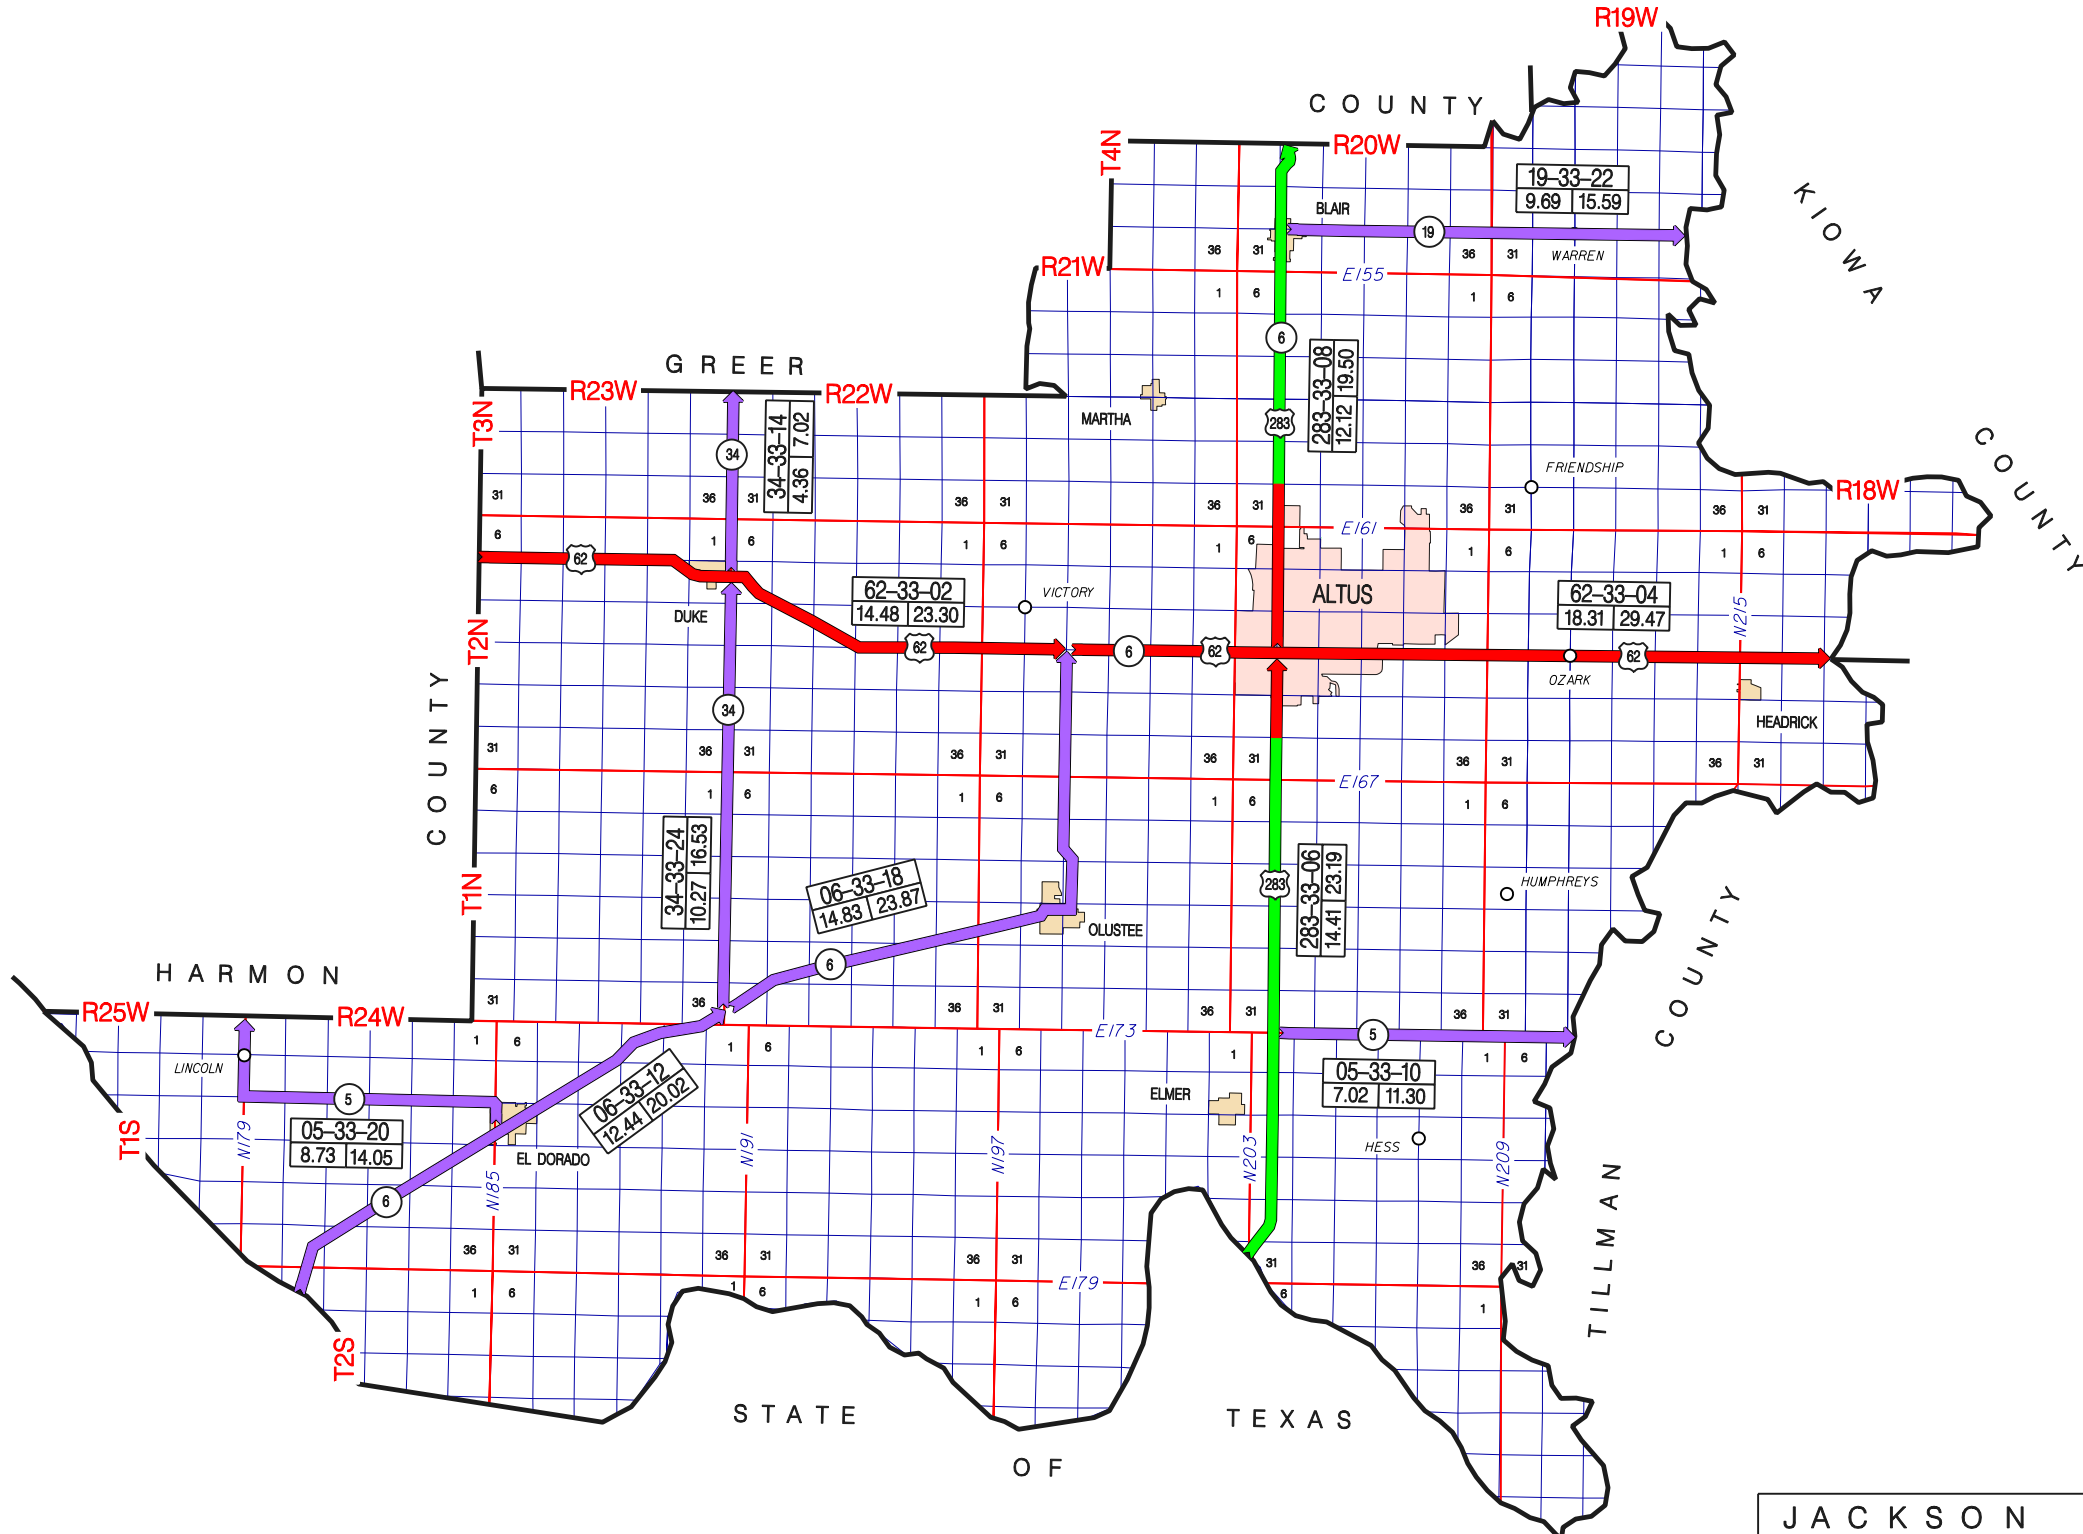 R19W
COUNTY
T4N
R20W
19-33-22
9.69 15.59
KIOWA
COUNTY
BLAIR
19
WARREN
36 31 36 31
R21W
E155
1 6 1 6
6
283-33-08
12.12 19.50
GREER
R23W
R22W
T3N
MARTHA
283
34
34-33-14
4.36 7.02
FRIENDSHIP
R18W
31 36 31 36 31 36 31 36 31 36 31
E161
6 1 6 1 6 1 6 1 6 1 6
62
62-33-02
14.48 23.30
VICTORY
ALTUS
62-33-04
18.31 29.47
N215
DUKE
T2N
62
6
62
62
OZARK
HEADRICK
COUNTY
34
31 36 31 36 31 36 31 36 31 36 31
E167
6 1 6 1 6 1 6 1 6
34-33-24
10.27 16.53
06-33-18
14.83 23.87
283
283-33-06
14.41 23.19
HUMPHREYS
T1N
OLUSTEE
COUNTY
HARMON
6
31 36 36 31 36 31 36 31
R25W
R24W
E173
5
LINCOLN
1 6 1 6 1 6 1 1 6
05-33-10
7.02 11.30
06-33-12
12.44 20.02
ELMER
5
T1S
N179
05-33-20
8.73 14.05
EL DORADO
N185
N191
N197
N203
HESS
N209
TILLMAN
6
36 31 36 31 36 31 31 36 31
E179
1 6 1 6 1 6 6 1
T2S
STATE
OF
TEXAS
JACKSON